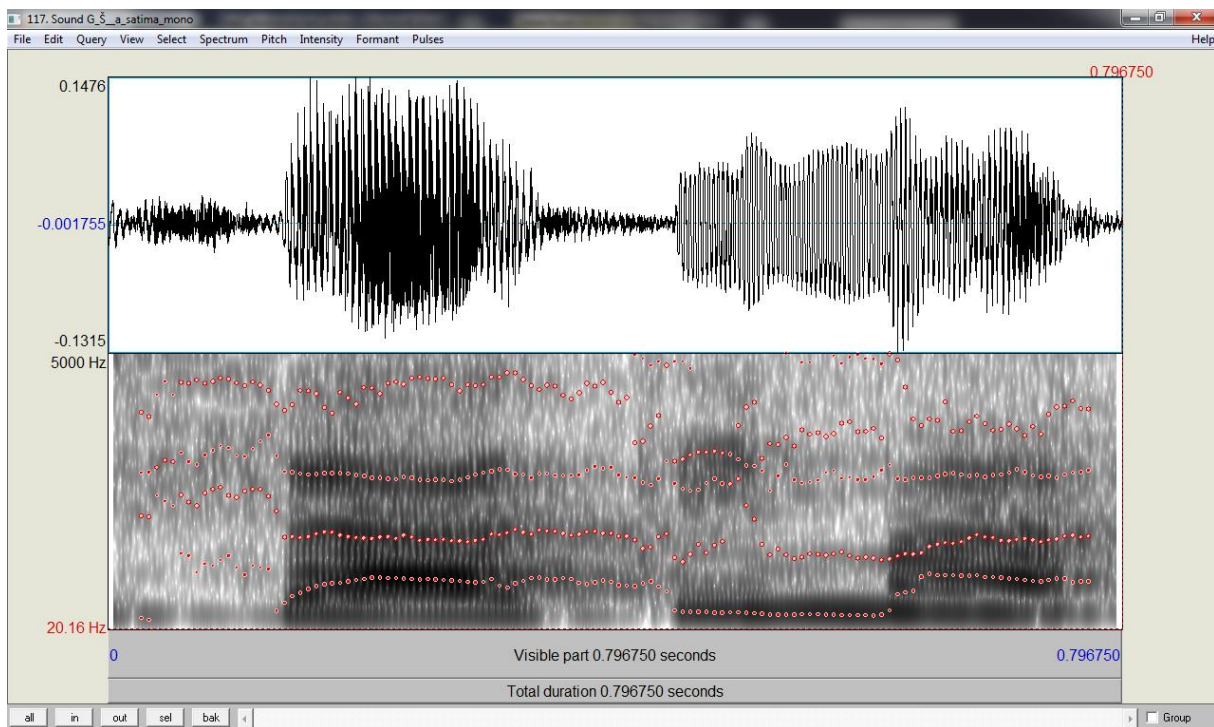 117. Sound G_Š__a_satima_mono
File Edit Query View Select Spectrum Pitch Intensity Formant Pulses Help
0.796750
0.1476
-0.001755
-0.1315
5000 Hz
20.16 Hz
0 Visible part 0.796750 seconds 0.796750
Total duration 0.796750 seconds
all in out sel bak Group